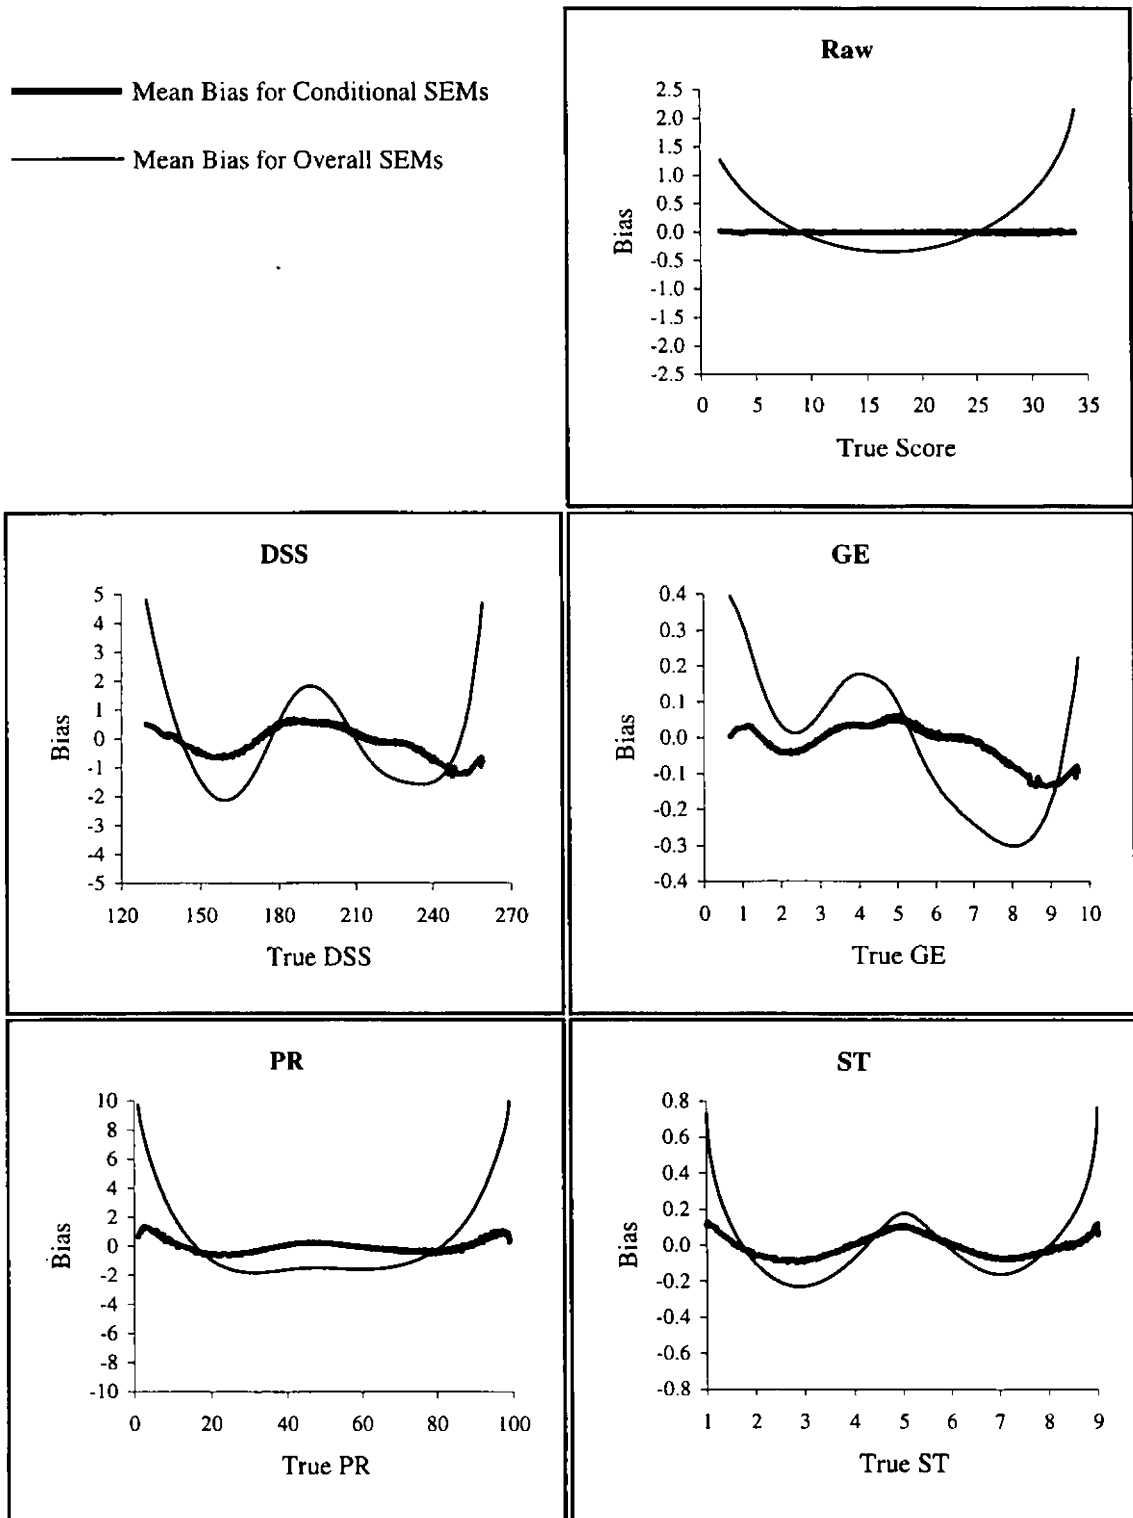 Mean Bias for Conditional SEMs
Mean Bias for Overall SEMs
Raw
2.5
2.0
1.5
1.0
0.5
0.0
-0.5
-1.0
-1.5
-2.0
-2.5
Bias
0 5 10 15 20 25 30 35
True Score
DSS
5
4
3
2
1
0
-1
-2
-3
-4
-5
Bias
120 150 180 210 240 270
True DSS
GE
0.4
0.3
0.2
0.1
0.0
-0.1
-0.2
-0.3
-0.4
Bias
0 1 2 3 4 5 6 7 8 9 10
True GE
PR
10
8
6
4
2
0
-2
-4
-6
-8
-10
Bias
0 20 40 60 80 100
True PR
ST
0.8
0.6
0.4
0.2
0.0
-0.2
-0.4
-0.6
-0.8
Bias
1 2 3 4 5 6 7 8 9
True ST